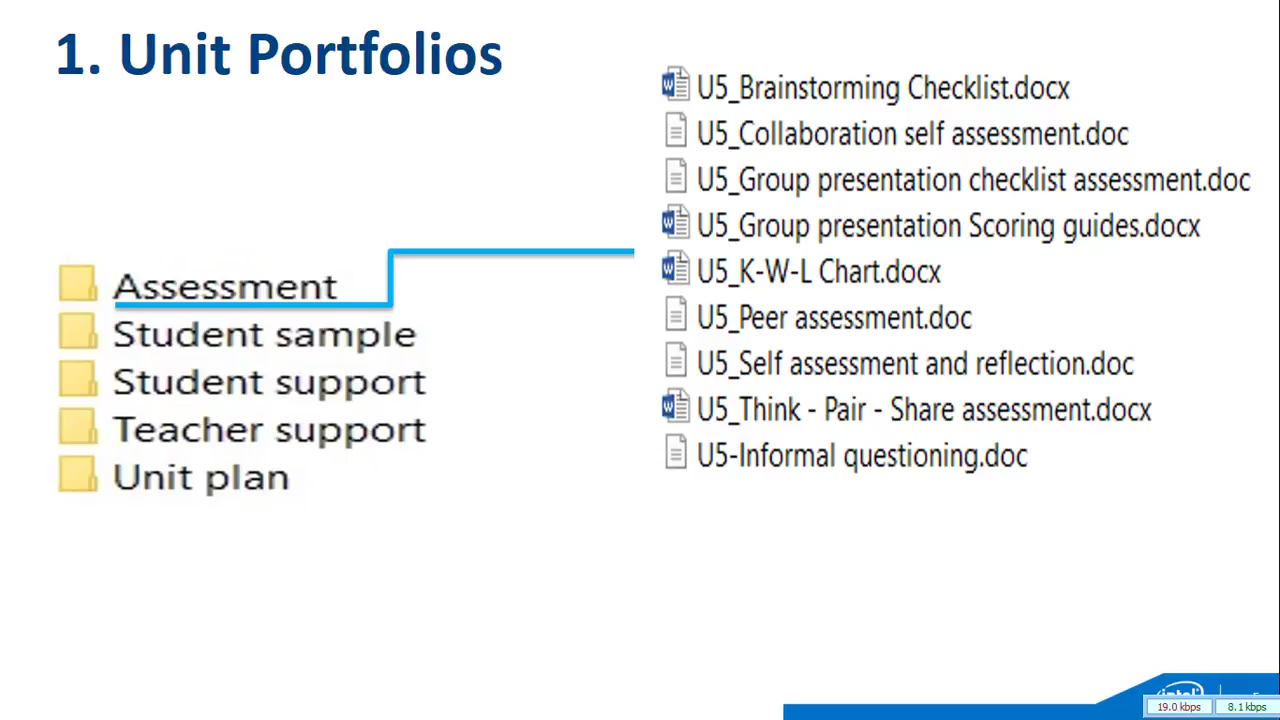 1. Unit Portfolios
Assessment
Student sample
Student support
Teacher support
Unit plan
U5_Brainstorming Checklist.docx
U5_Collaboration self assessment.doc
U5_Group presentation checklist assessment.doc
U5_Group presentation Scoring guides.docx
U5_K-W-L Chart.docx
U5_Peer assessment.doc
U5_Self assessment and reflection.doc
U5_Think - Pair - Share assessment.docx
U5-Informal questioning.doc
intel
19.0 kbps
8.1 kbps